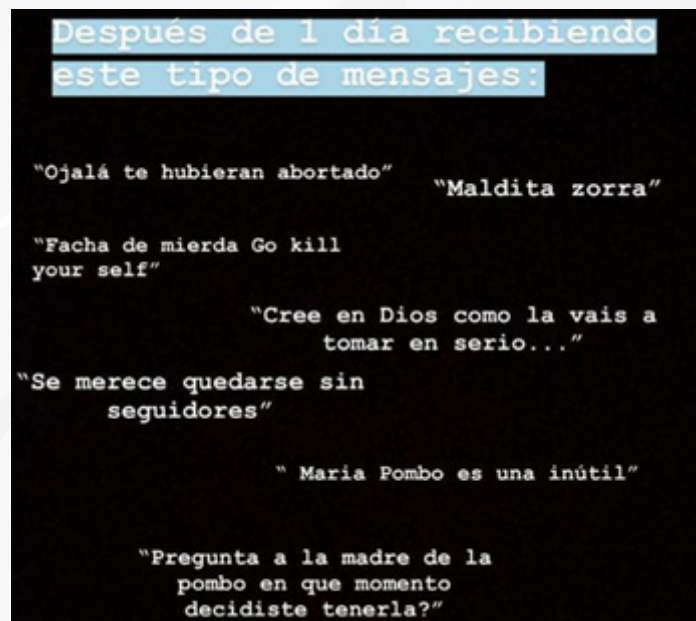 Después de 1 día recibiendo
este tipo de mensajes:
“Ojalá te hubieran abortado”
“Maldita zorra”
“Facha de mierda Go kill
your self”
“Cree en Dios como la vais a
tomar en serio...”
“Se merece quedarse sin
seguidores”
“ Maria Pombo es una inútil”
“Pregunta a la madre de la
pombo en que momento
decidiste tenerla?”